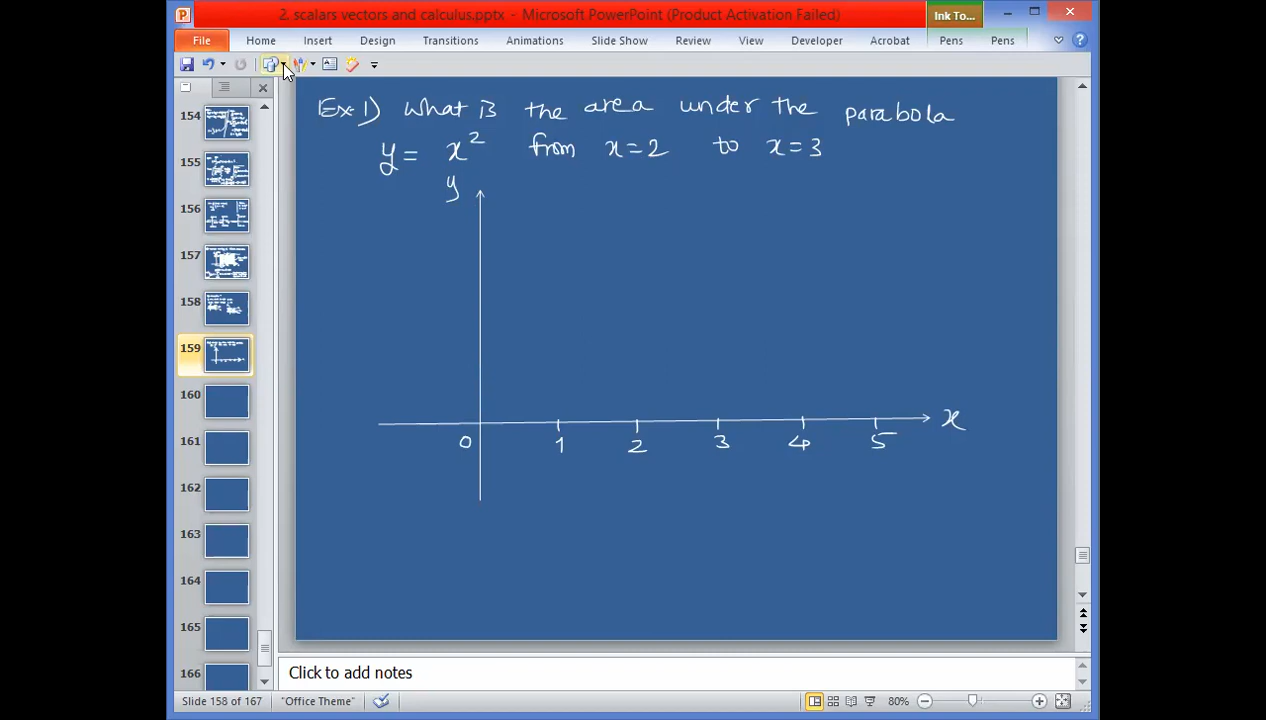 2. scalars vectors and calculus.pptx - Microsoft PowerPoint (Product Activation Failed)
Ink To...
File Home Insert Design Transitions Animations Slide Show Review View Developer Acrobat Pens Pens
154
155
156
157
158
159
160
161
162
163
164
165
166
Ex 1) what is the area under the parabola
y = x² from x = 2 to x = 3
y
x
0 1 2 3 4 5
Click to add notes
Slide 158 of 167 "Office Theme" 80%